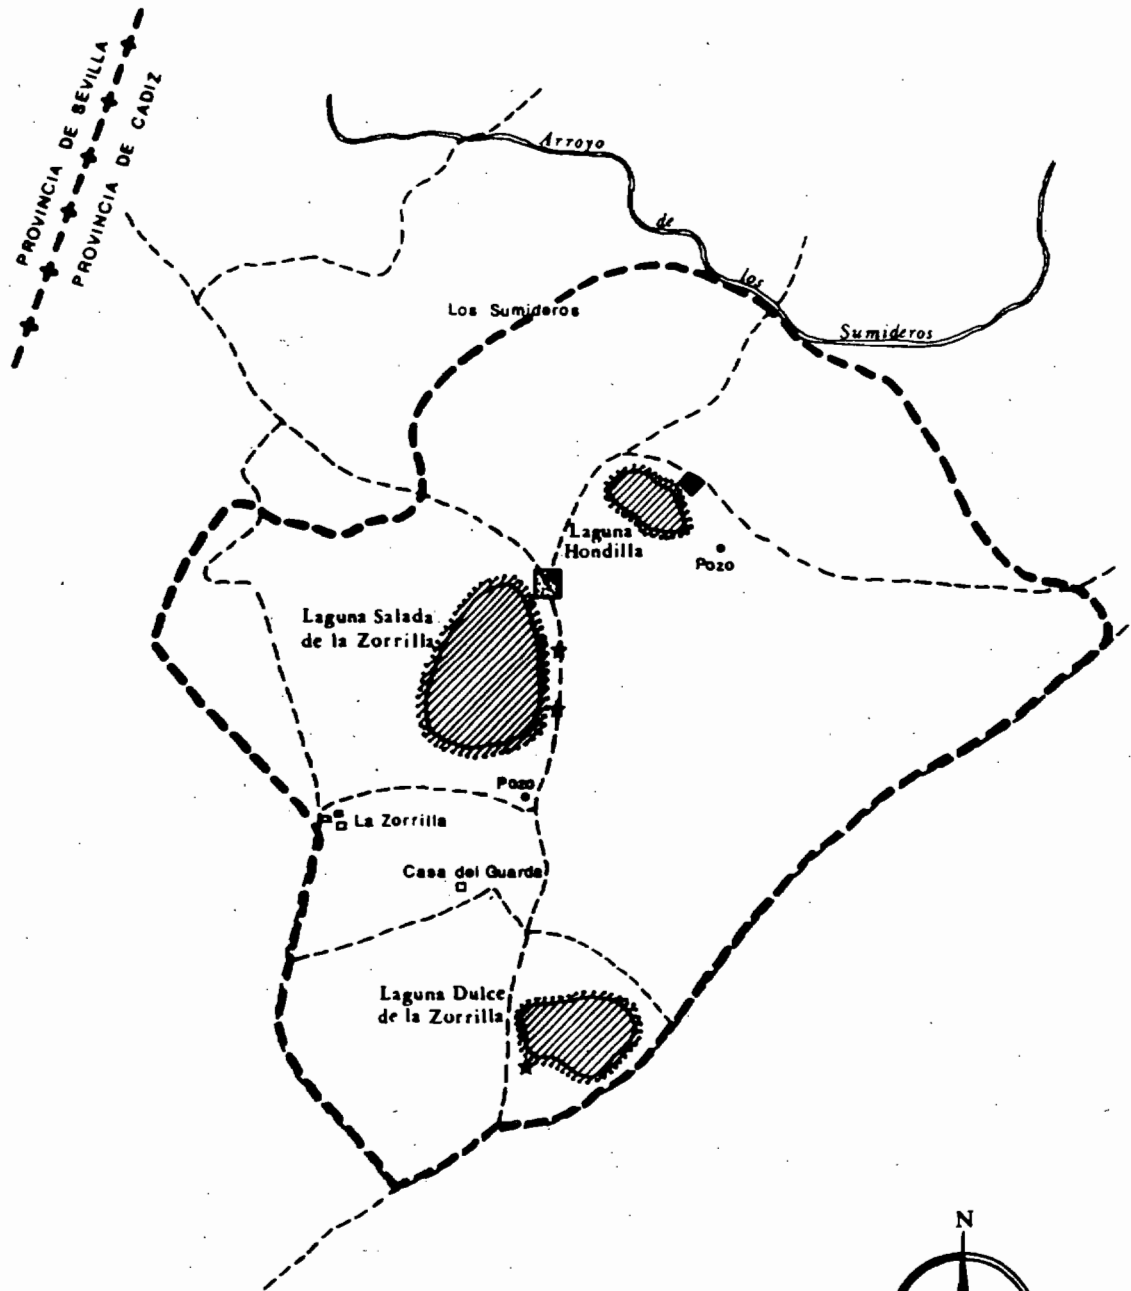 PROVINCIA DE SEVILLA
PROVINCIA DE CADIZ
Arroyo
de
los
Sumideros
Los Sumideros
Laguna
Hondilla
Pozo
Laguna Salada
de la Zorrilla
Pozo
La Zorrilla
Casa del Guarda
Laguna Dulce
de la Zorrilla
N